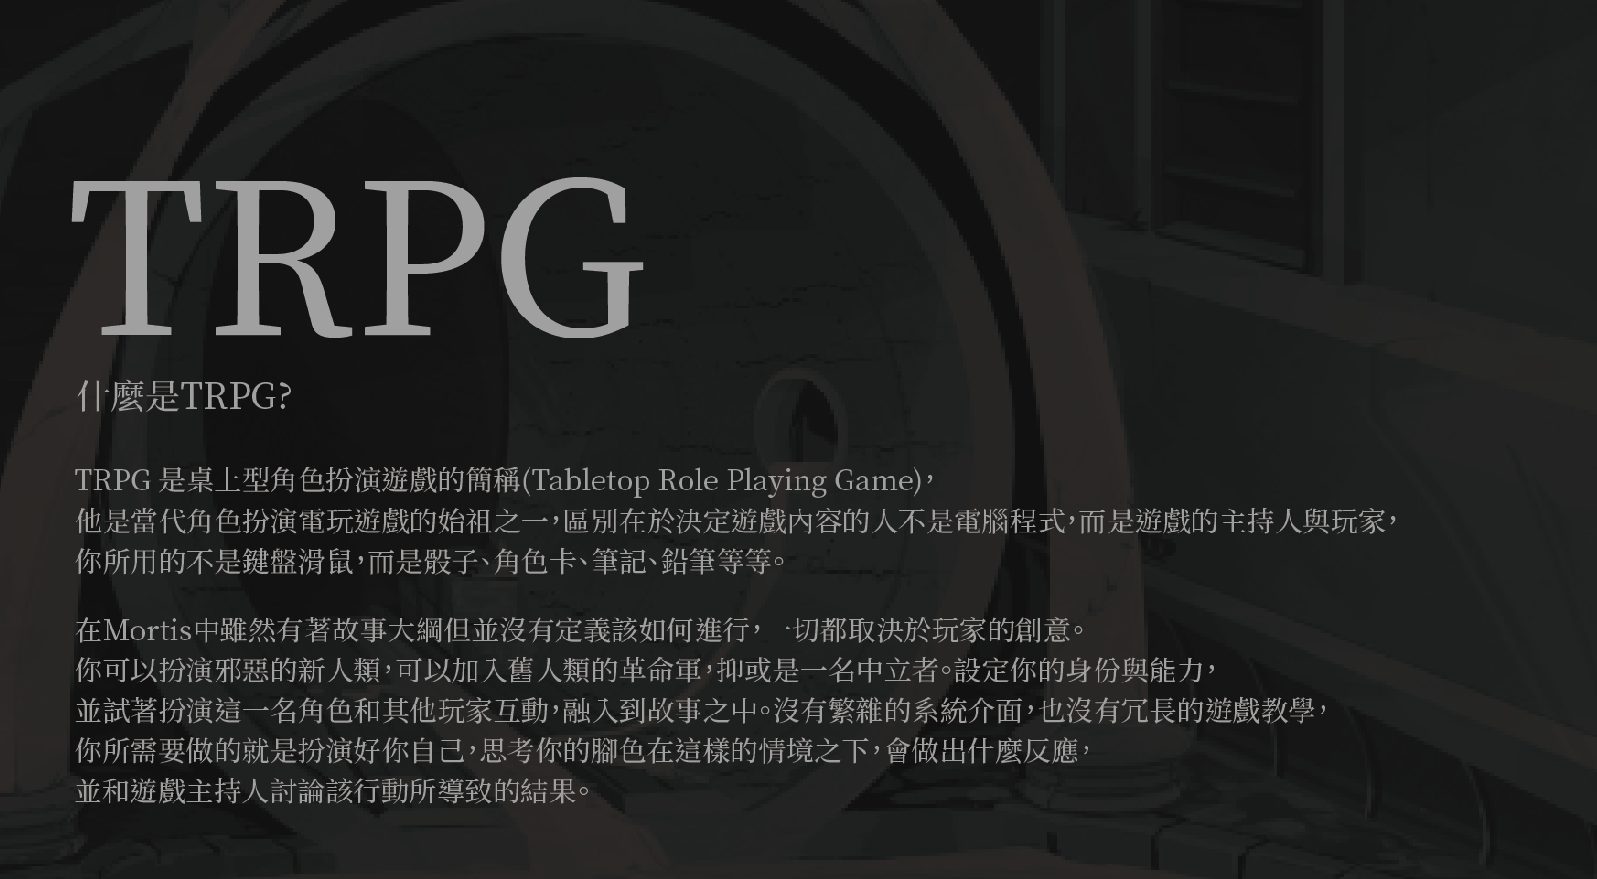 TRPG
什麼是TRPG?
TRPG 是桌上型角色扮演遊戲的簡稱(Tabletop Role Playing Game)，
他是當代角色扮演電玩遊戲的始祖之一，區別在於決定遊戲內容的人不是電腦程式，而是遊戲的主持人與玩家，
你所用的不是鍵盤滑鼠，而是骰子、角色卡、筆記、鉛筆等等。
在Mortis中雖然有著故事大綱但並沒有定義該如何進行，一切都取決於玩家的創意。
你可以扮演邪惡的新人類，可以加入舊人類的革命軍，抑或是一名中立者。設定你的身份與能力，
並試著扮演這一名角色和其他玩家互動，融入到故事之中。沒有繁雜的系統介面，也沒有冗長的遊戲教學，
你所需要做的就是扮演好你自己，思考你的腳色在這樣的情境之下，會做出什麼反應，
並和遊戲主持人討論該行動所導致的結果。